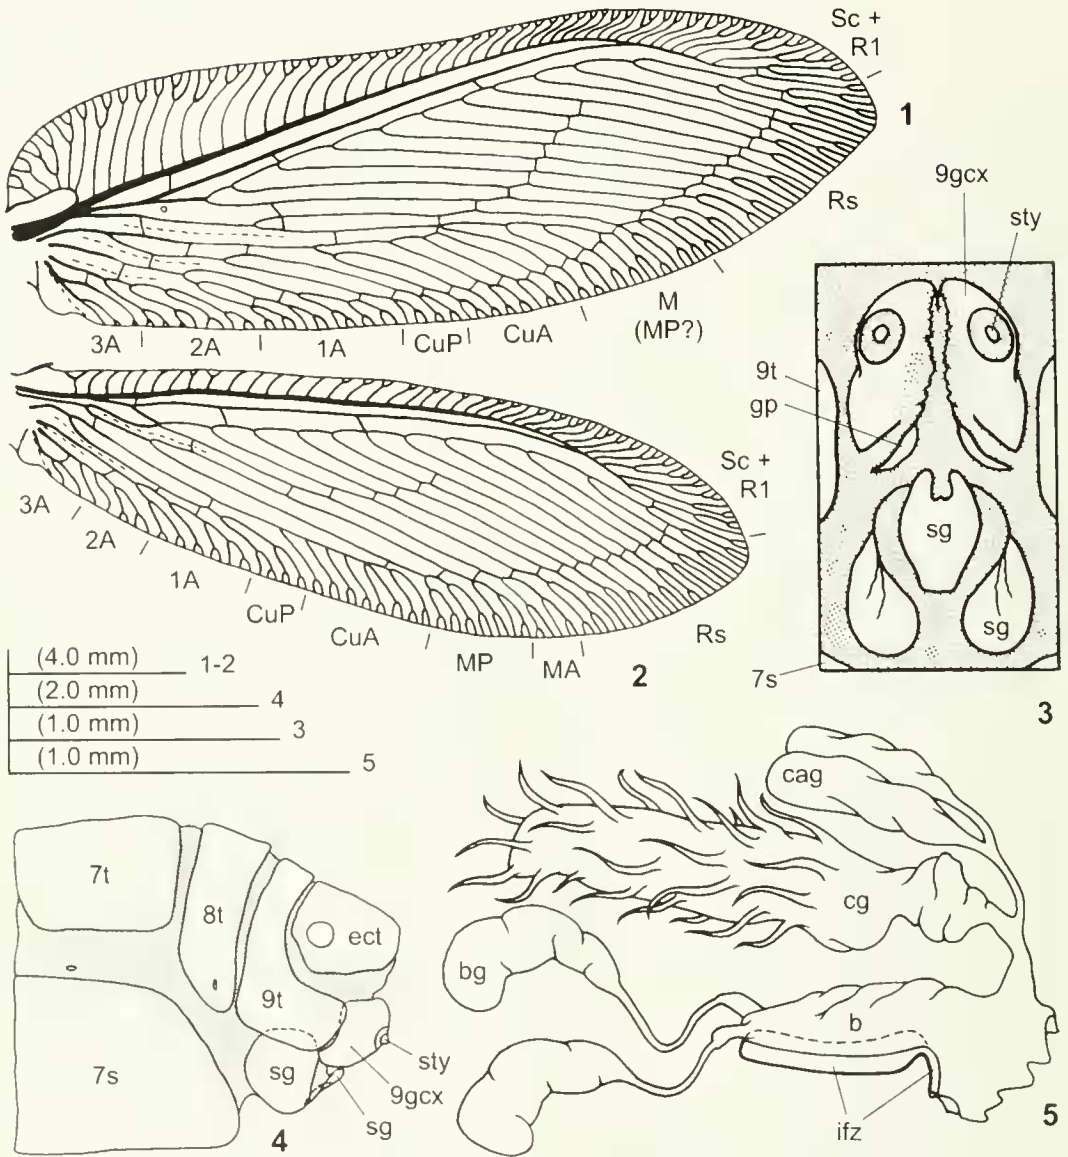 Sc +
R1
1
Rs
M
(MP?)
3A
2A
1A
CuP
CuA
Sc +
R1
3A
2A
1A
CuP
CuA
MP
MA
Rs
2
9gcx
sty
9t
gp
sg
sg
7s
3
(4.0 mm) 1-2
(2.0 mm) 4
(1.0 mm) 3
(1.0 mm) 5
7t
8t
ect
9t
7s
sg
sty
9gcx
sg
4
cag
cg
bg
b
ifz
5